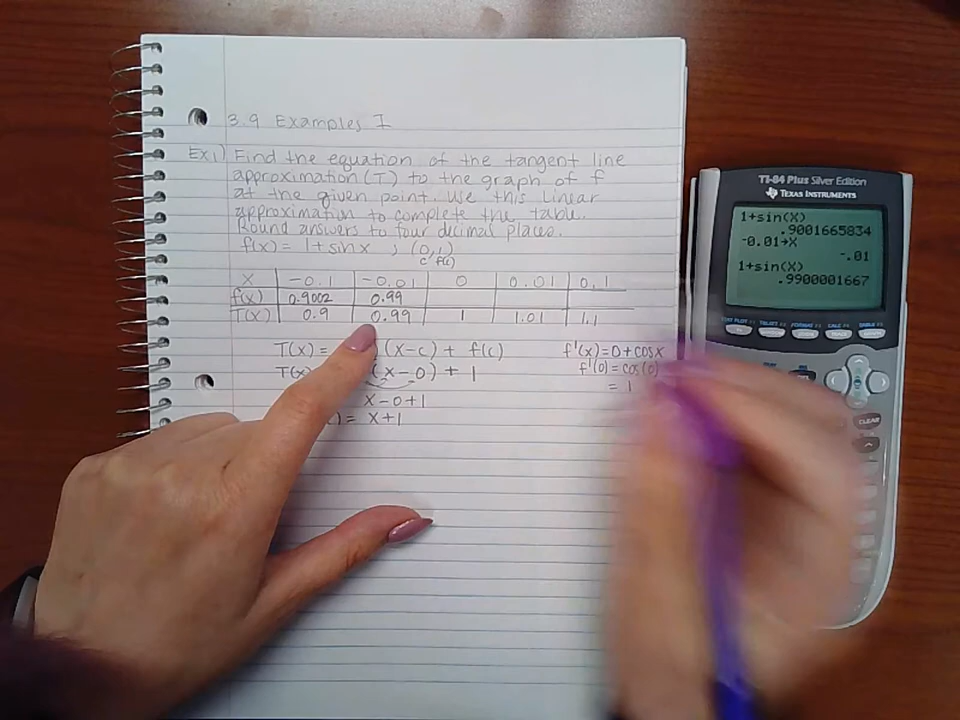 3.9 Examples I
Ex1) Find the equation of the tangent line
approximation (T) to the graph of f
at the given point. Use this linear
approximation to complete the table.
Round answers to four decimal places.
f(x) = 1+sinx ; (0,1)
c, f(c)
x -0.1 -0.01 0 0.01 0.1
f(x) 0.9002 0.99
T(x) 0.9 0.99 1 1.01 1.1
T(x) = (x-c) + f(c)
T(x) (x-0) + 1
x-0+1
= x+1
f'(x)=0+cosx
f'(0)=cos(0)
= 1
TI-84 Plus Silver Edition
TEXAS INSTRUMENTS
1+sin(X)
.9001665834
-0.01→X
-.01
1+sin(X)
.9900001667
CLEAR